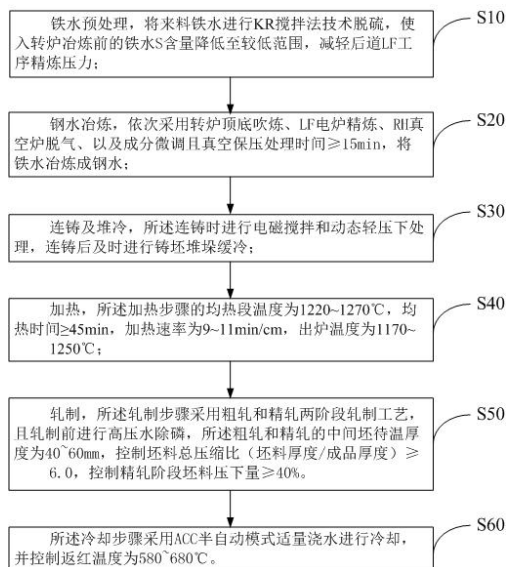 铁水预处理，将来料铁水进行KR搅拌法技术脱硫，使
入转炉冶炼前的铁水S含量降低至较低范围，减轻后道LF工
序精炼压力；
S10
钢水冶炼，依次采用转炉顶底吹炼、LF电炉精炼、RH真
空炉脱气、以及成分微调且真空保压处理时间≥15min，将
铁水冶炼成钢水；
S20
连铸及堆冷，所述连铸时进行电磁搅拌和动态轻压下处
理，连铸后及时进行铸坯堆垛缓冷；
S30
加热，所述加热步骤的均热段温度为1220~1270℃，均
热时间≥45min，加热速率为9~11min/cm，出炉温度为1170~
1250℃；
S40
轧制，所述轧制步骤采用粗轧和精轧两阶段轧制工艺，
且轧制前进行高压水除磷，所述粗轧和精轧的中间坯待温厚
度为40~60mm，控制坯料总压缩比（坯料厚度/成品厚度）≥
6.0，控制精轧阶段坯料压下量≥40%。
S50
所述冷却步骤采用ACC半自动模式适量浇水进行冷却，
并控制返红温度为580~680℃。
S60